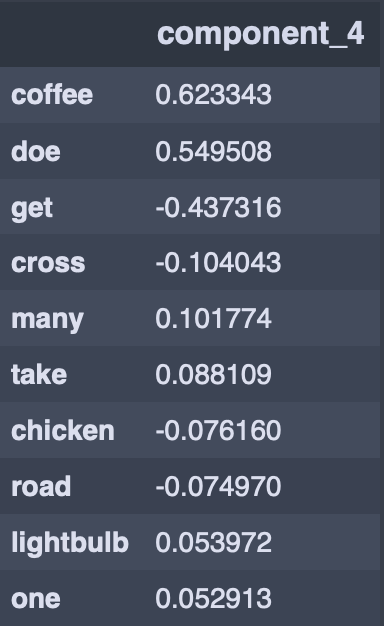 component_4
coffee 0.623343
doe 0.549508
get -0.437316
cross -0.104043
many 0.101774
take 0.088109
chicken -0.076160
road -0.074970
lightbulb 0.053972
one 0.052913